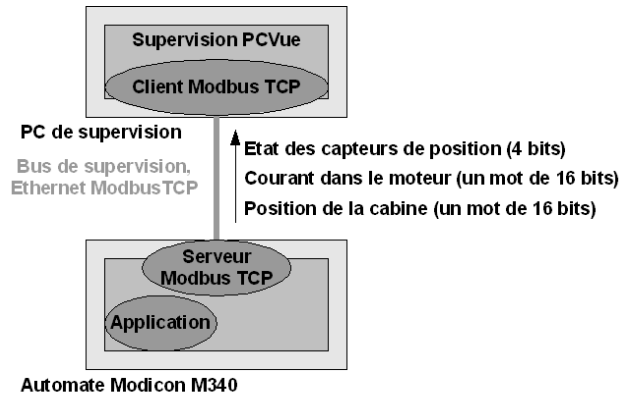 Supervision PCVue
Client Modbus TCP
PC de supervision
Bus de supervision,
Ethernet ModbusTCP
Etat des capteurs de position (4 bits)
Courant dans le moteur (un mot de 16 bits)
Position de la cabine (un mot de 16 bits)
Serveur
Modbus TCP
Application
Automate Modicon M340